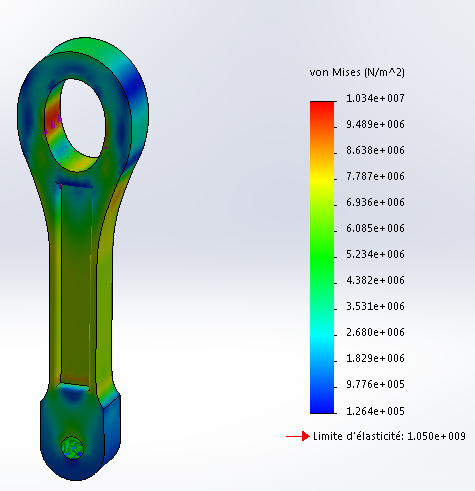 von Mises (N/m^2)
1.034e+007
9.489e+006
8.638e+006
7.787e+006
6.936e+006
6.085e+006
5.234e+006
4.382e+006
3.531e+006
2.680e+006
1.829e+006
9.776e+005
1.264e+005
Limite d'élasticité: 1.050e+009